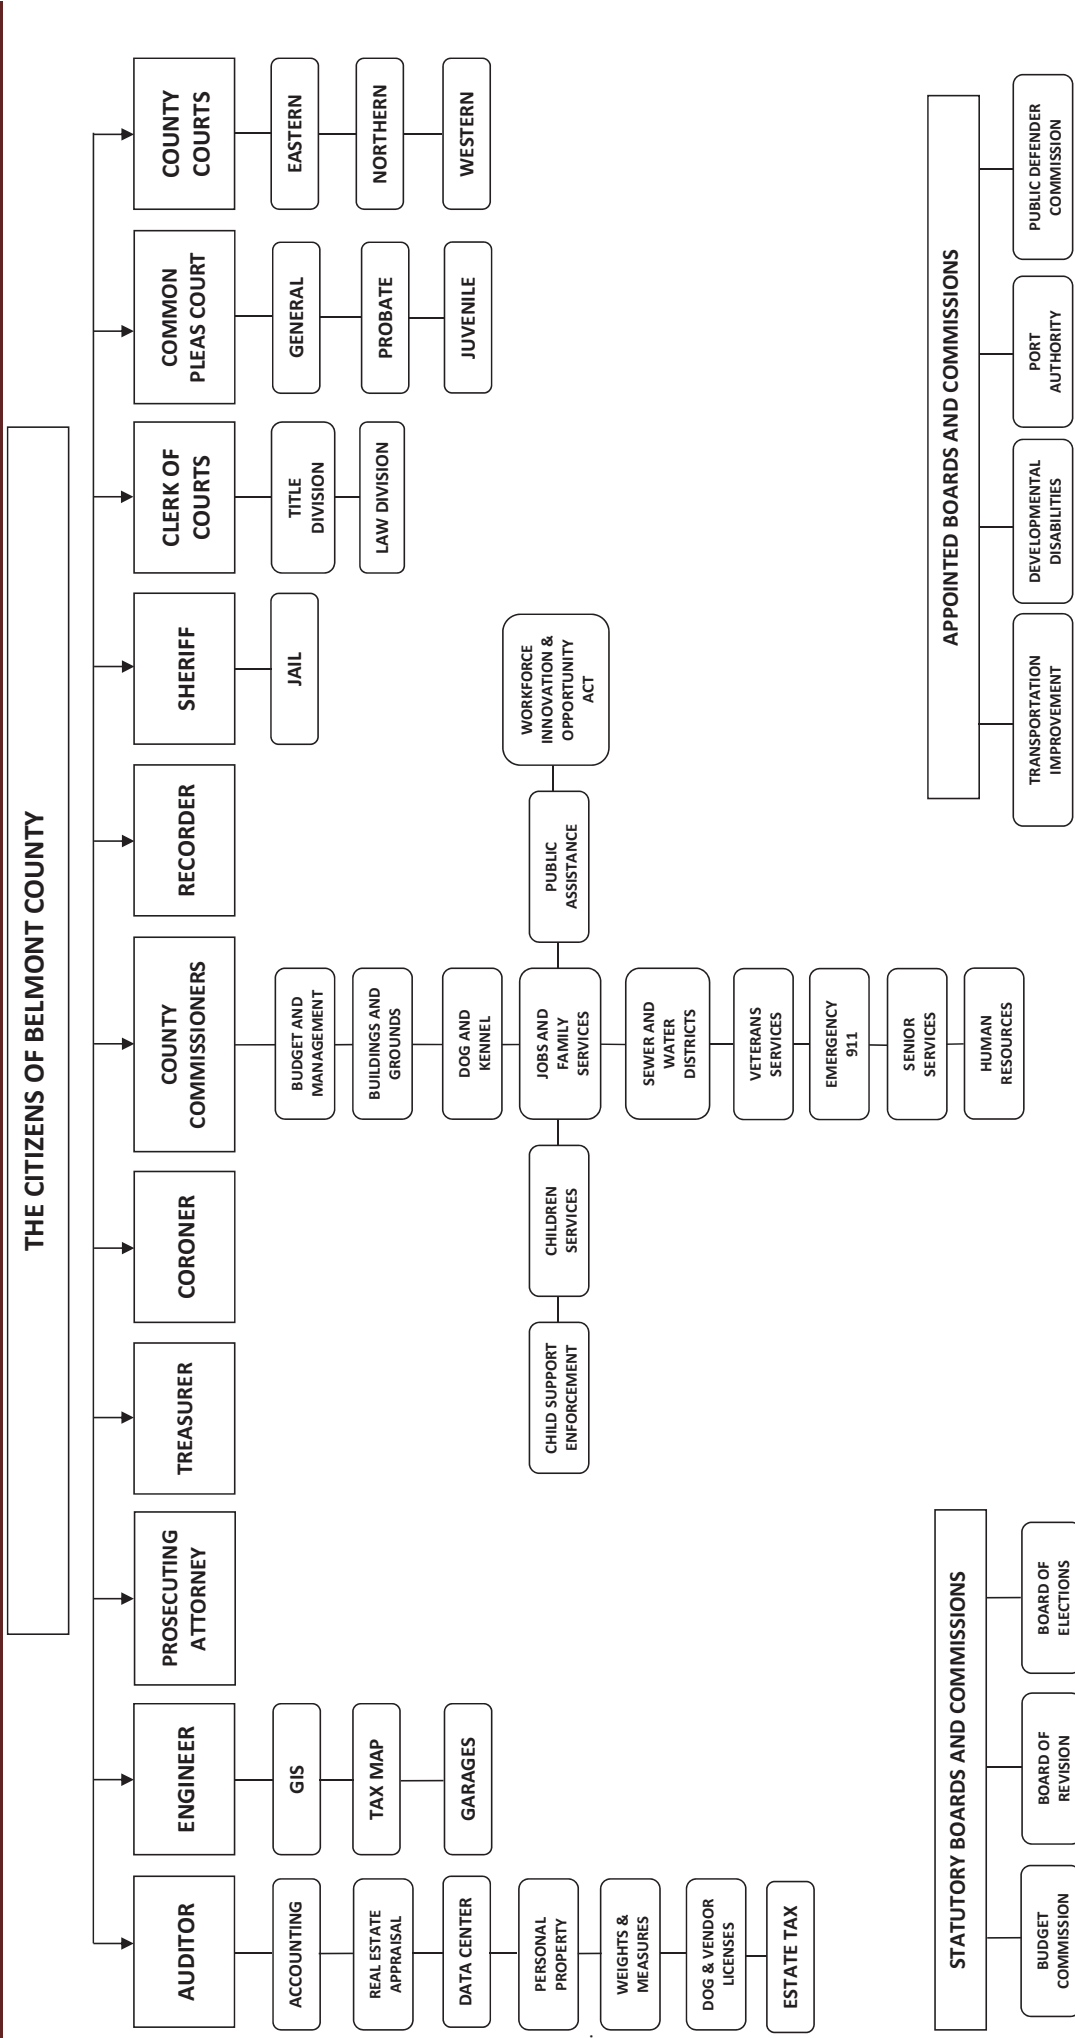 THE CITIZENS OF BELMONT COUNTY
AUDITOR
ACCOUNTING
REAL ESTATE
APPRAISAL
DATA CENTER
PERSONAL
PROPERTY
WEIGHTS &
MEASURES
DOG & VENDOR
LICENSES
ESTATE TAX
ENGINEER
GIS
TAX MAP
GARAGES
PROSECUTING
ATTORNEY
TREASURER
CORONER
COUNTY
COMMISSIONERS
BUDGET AND
MANAGEMENT
BUILDINGS AND
GROUNDS
DOG AND
KENNEL
CHILD SUPPORT
ENFORCEMENT
CHILDREN
SERVICES
JOBS AND
FAMILY
SERVICES
PUBLIC
ASSISTANCE
WORKFORCE
INNOVATION &
OPPORTUNITY
ACT
SEWER AND
WATER
DISTRICTS
VETERANS
SERVICES
EMERGENCY
911
SENIOR
SERVICES
HUMAN
RESOURCES
RECORDER
SHERIFF
JAIL
CLERK OF
COURTS
TITLE
DIVISION
LAW DIVISION
COMMON
PLEAS COURT
GENERAL
PROBATE
JUVENILE
COUNTY
COURTS
EASTERN
NORTHERN
WESTERN
STATUTORY BOARDS AND COMMISSIONS
BUDGET
COMMISSION
BOARD OF
REVISION
BOARD OF
ELECTIONS
APPOINTED BOARDS AND COMMISSIONS
TRANSPORTATION
IMPROVEMENT
DEVELOPMENTAL
DISABILITIES
PORT
AUTHORITY
PUBLIC DEFENDER
COMMISSION